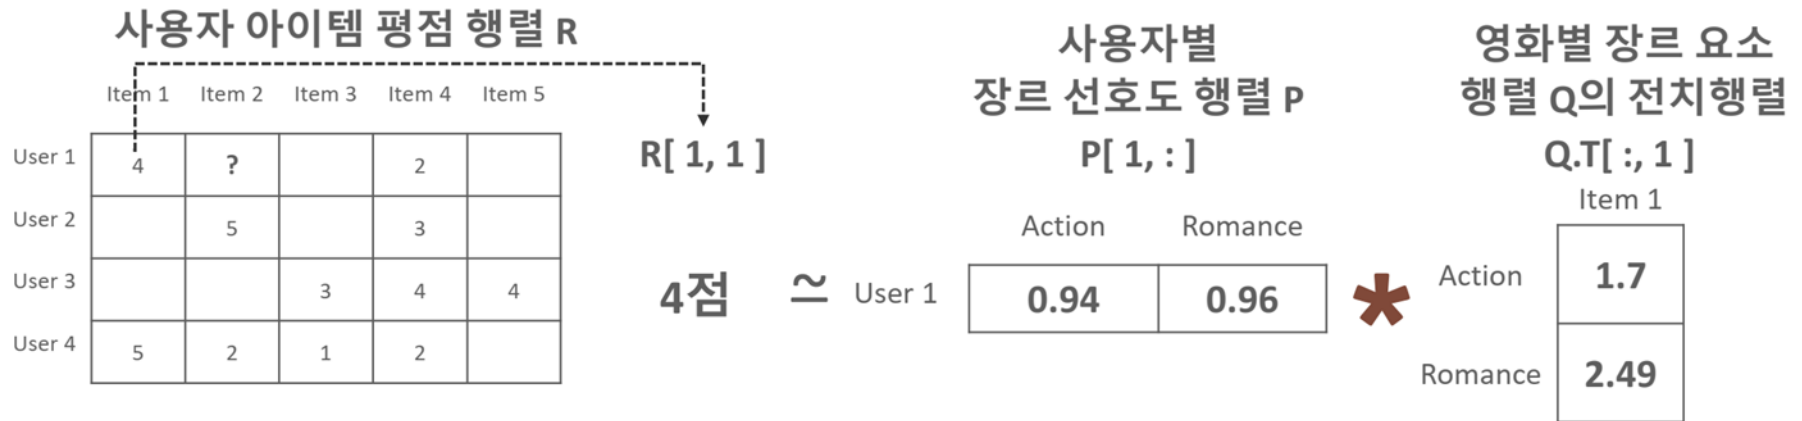 사용자 아이템 평점 행렬 R
Item 1 Item 2 Item 3 Item 4 Item 5
User 1 4 ? 2
User 2 5 3
User 3 3 4 4
User 4 5 2 1 2
R[ 1, 1 ]
4점 ≃
사용자별
장르 선호도 행렬 P
P[ 1, : ]
Action Romance
User 1 0.94 0.96
*
영화별 장르 요소
행렬 Q의 전치행렬
Q.T[ :, 1 ]
Item 1
Action 1.7
Romance 2.49